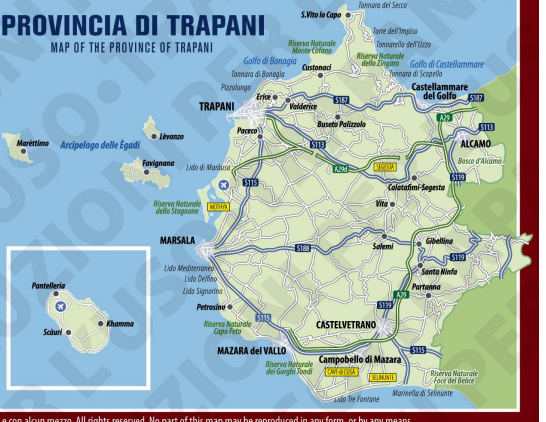 PROVINCIA DI TRAPANI
MAP OF THE PROVINCE OF TRAPANI
Tonnara del Secco
S.Vito lo Capo
Torre dell'Impiso
Riserva Naturale
Monte Cofano
Tonnarella dell'Uzzo
Riserva Naturale
dello Zingaro
Golfo di Bonagia
Custonaci
Golfo di Castellammare
Tonnara di Bonagia
Tonnara di Scopello
Pizzolungo
Castellammare
del Golfo
Erice
Valderice
S187
S187
TRAPANI
Buseto Palizzolo
A29
S113
Paceco
S113
ALCAMO
Lèvanzo
Marèttimo
Arcipelago delle Ègadi
Favignana
Lido di Marausa
A29d
SEGESTA
Bosco d'Alcamo
S115
S119
Calatafimi-Segesta
Riserva Naturale
dello Stagnone
MOTHYA
Vita
MARSALA
S188
Salemi
Gibellina
S119
Lido Mediterraneo
Lido Delfino
Lido Signorino
Santa Ninfa
Partanna
Pantelleria
Petrosino
S119
A29
Khamma
Scàuri
S115
Riserva Naturale
Capo Feto
CASTELVETRANO
MAZARA del VALLO
S115
Campobello di Mazara
Riserva Naturale
dei Gorghi Tondi
CAVE di CUSA
SELINUNTE
Riserva Naturale
Foce del Belice
Marinella di Selinunte
Lido Tre Fontane
e con alcun mezzo. All rights reserved. No part of this map may be reproduced in any form, or by any means